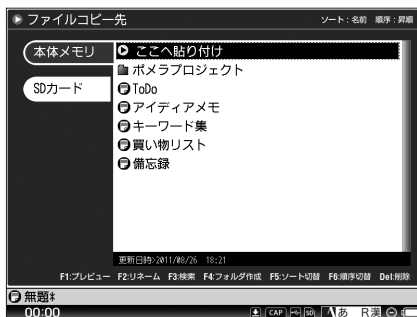 ファイルコピー先
ソート：名前 順序：昇順
本体メモリ
SDカード
ここへ貼り付け
ポメラプロジェクト
ToDo
アイディアメモ
キーワード集
買い物リスト
備忘録
更新日時>2011/08/26 18:21
F1:プレビュー F2:リネーム F3:検索 F4:フォルダ作成 F5:ソート切替 F6:順序切替 Del:削除
無題*
00:00 CAP SD あ R漢